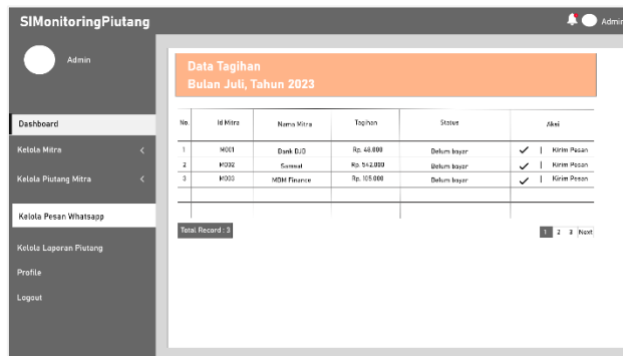 SIMonitoringPiutang
Admin
Admin
Dashboard
Kelola Mitra
Kelola Piutang Mitra
Kelola Pesan Whatsapp
Kelola Laporan Piutang
Profile
Logout
Data Tagihan
Bulan Juli, Tahun 2023
No Id Mitra Nama Mitra Tagihan Status Aksi
1 M001 Bank DJO Rp. 48.000 Belum bayar | Kirim Pesan
2 M002 Samsat Rp. 542.000 Belum bayar | Kirim Pesan
3 M003 MDM Finance Rp. 105.000 Belum bayar | Kirim Pesan
Total Record : 3
1 2 3 Next